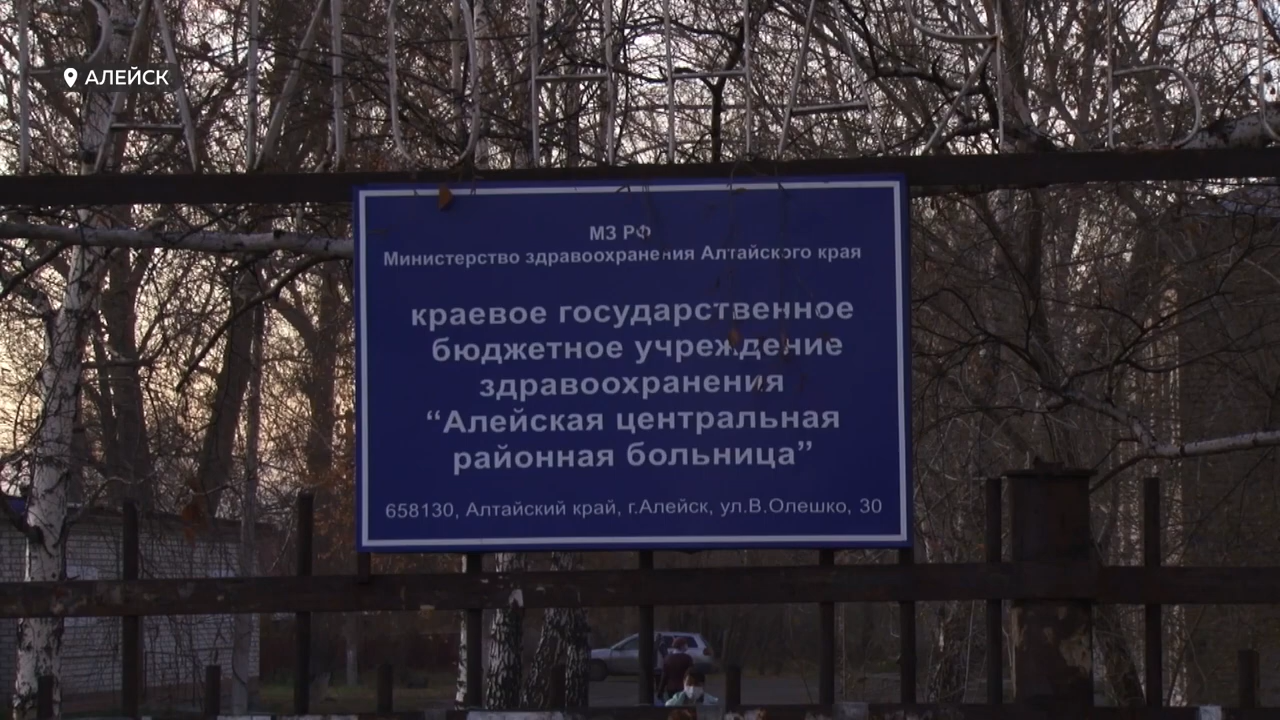 АЛЕЙСК
МЗ РФ
Министерство здравоохранения Алтайского края
краевое государственное
бюджетное учреждение
здравоохранения
“Алейская центральная
районная больница”
658130, Алтайский край, г.Алейск, ул.В.Олешко, 30